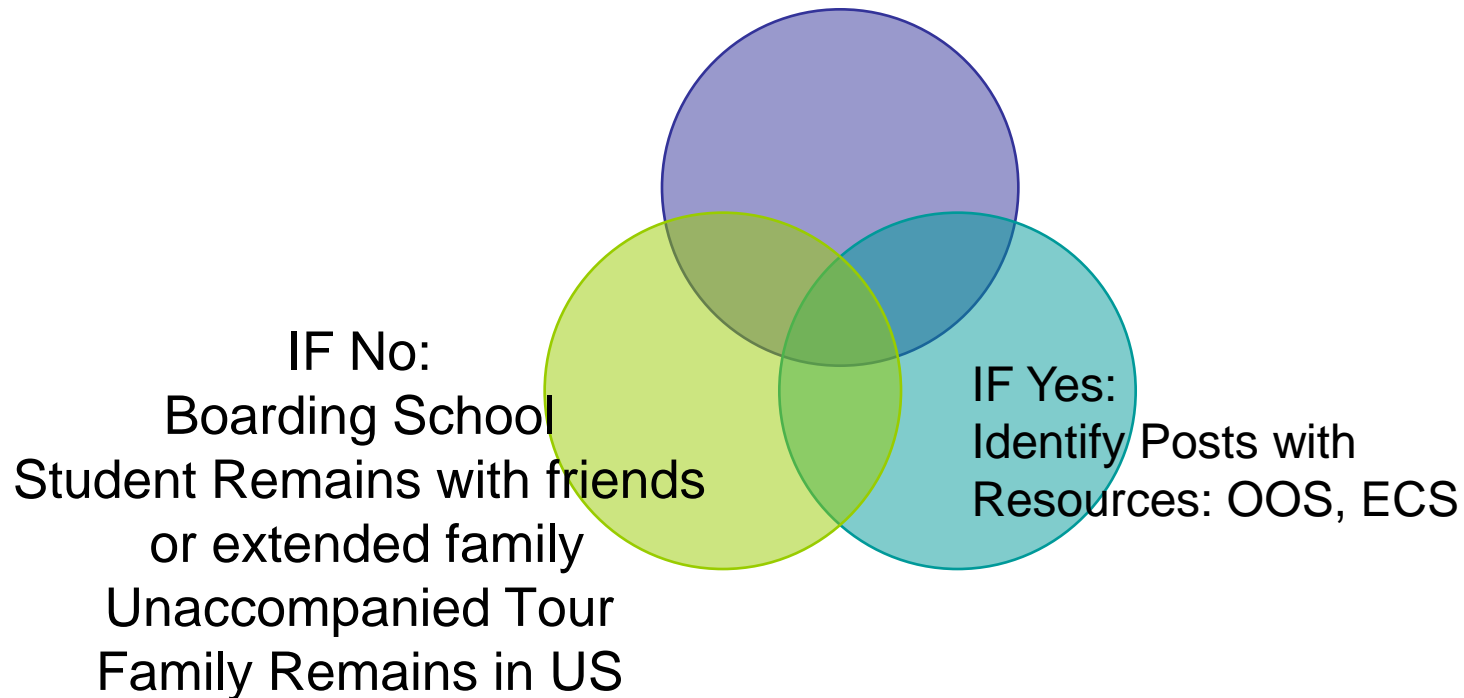 IF No:
Boarding School
Student Remains with friends
or extended family
Unaccompanied Tour
Family Remains in US
IF Yes:
Identify Posts with
Resources: OOS, ECS